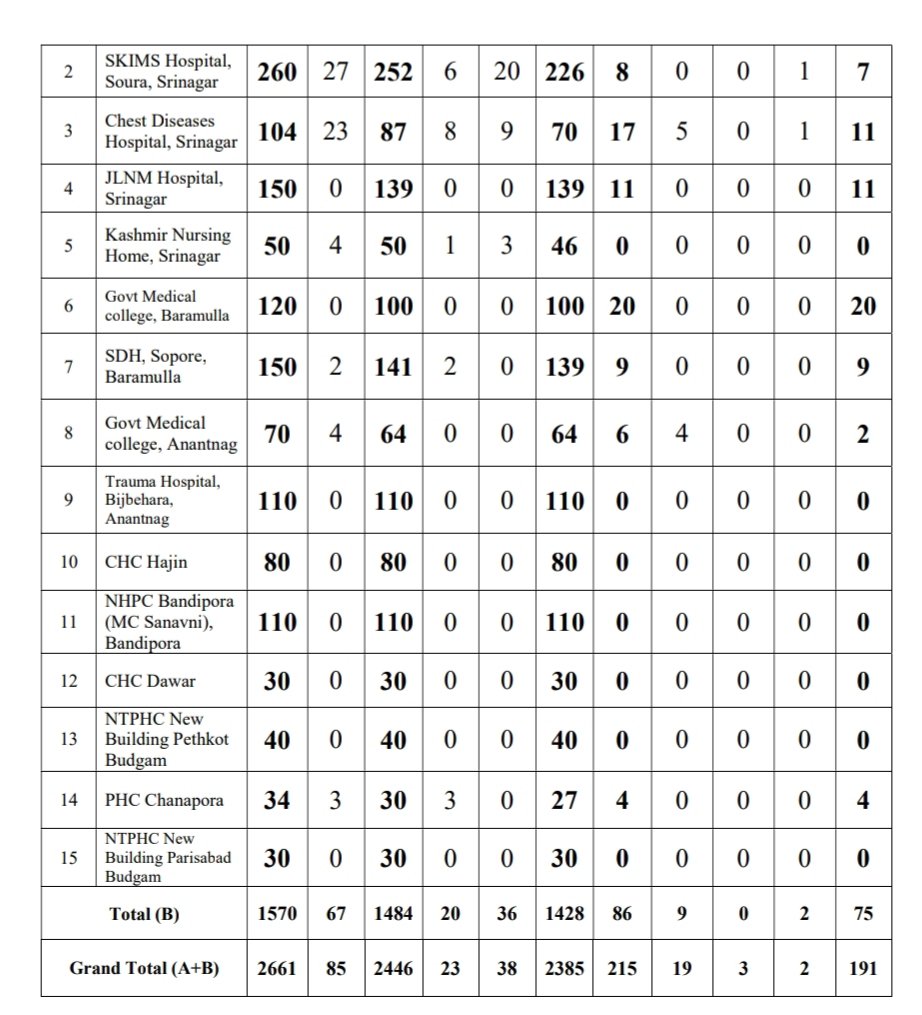 2 SKIMS Hospital, Soura, Srinagar 260 27 252 6 20 226 8 0 0 1 7
3 Chest Diseases Hospital, Srinagar 104 23 87 8 9 70 17 5 0 1 11
4 JLNM Hospital, Srinagar 150 0 139 0 0 139 11 0 0 0 11
5 Kashmir Nursing Home, Srinagar 50 4 50 1 3 46 0 0 0 0 0
6 Govt Medical college, Baramulla 120 0 100 0 0 100 20 0 0 0 20
7 SDH, Sopore, Baramulla 150 2 141 2 0 139 9 0 0 0 9
8 Govt Medical college, Anantnag 70 4 64 0 0 64 6 4 0 0 2
9 Trauma Hospital, Bijbehara, Anantnag 110 0 110 0 0 110 0 0 0 0 0
10 CHC Hajin 80 0 80 0 0 80 0 0 0 0 0
11 NHPC Bandipora (MC Sanavni), Bandipora 110 0 110 0 0 110 0 0 0 0 0
12 CHC Dawar 30 0 30 0 0 30 0 0 0 0 0
13 NTPHC New Building Pethkot Budgam 40 0 40 0 0 40 0 0 0 0 0
14 PHC Chanapora 34 3 30 3 0 27 4 0 0 0 4
15 NTPHC New Building Parisabad Budgam 30 0 30 0 0 30 0 0 0 0 0
Total (B) 1570 67 1484 20 36 1428 86 9 0 2 75
Grand Total (A+B) 2661 85 2446 23 38 2385 215 19 3 2 191